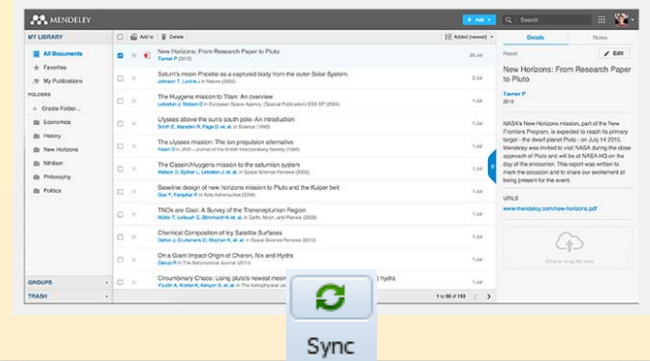 MENDELEY
+ Add
Search
MY LIBRARY
Add to
Delete
Added (newest)
Details
Notes
All Documents
Favorites
My Publications
FOLDERS
+ Create Folder...
Economics
History
New Horizons
Nihilism
Philosophy
Politics
GROUPS
TRASH
New Horizons: From Research Paper to Pluto
Tavner P (2015)
Saturn's moon Phoebe as a captured body from the outer Solar System.
Johnson T, Lunine J in Nature (2005)
The Huygens mission to Titan: An overview
Lebreton J, Matson D in European Space Agency, (Special Publication) ESA SP (2004)
Ulysses above the sun's south pole: An introduction
Smith E, Marsden R, Page D et. al. in Science (1995)
The ulysses mission: The ion propulsion alternative
in JBIS - Journal of the British Interplanetary Society (1986)
The Cassini/Huygens mission to the saturnian system
Matson D, Spilker L, Lebreton J et. al. in Space Science Reviews (2002)
Baseline design of new horizons mission to Pluto and the Kuiper belt
Guo Y, Farquhar R in Acta Astronautica (2006)
TNOs are Cool: A Survey of the Transneptunian Region
Müller T, Lellouch E, Böhnhardt H et. al. in Earth, Moon, and Planets (2009)
Chemical Composition of Icy Satellite Surfaces
Dalton J, Cruikshank D, Stephan K et. al. in Space Science Reviews (2010)
On a Giant Impact Origin of Charon, Nix and Hydra
Canup R in The Astronomical Journal (2011)
Circumbinary Chaos: Using pluto's newest moon
hydra
Youdin A, Kratter K, Kenyon S et. al. in The Astrophysical
Report
Edit
New Horizons: From Research Paper
to Pluto
Tavner P
2015
NASA's New Horizons mission, part of the New
Frontiers Program, is expected to reach its primary
target - the dwarf planet Pluto - on July 14 2015.
Mendeley was invited to visit NASA during the close
approach of Pluto and will be at NASA HQ on the
day of the encounter. This report was written to
mark the occasion and to share our excitement at
being present for the event.
URLS
www.mendeley.com/new-horizons.pdf
Click or drag file here
Sync